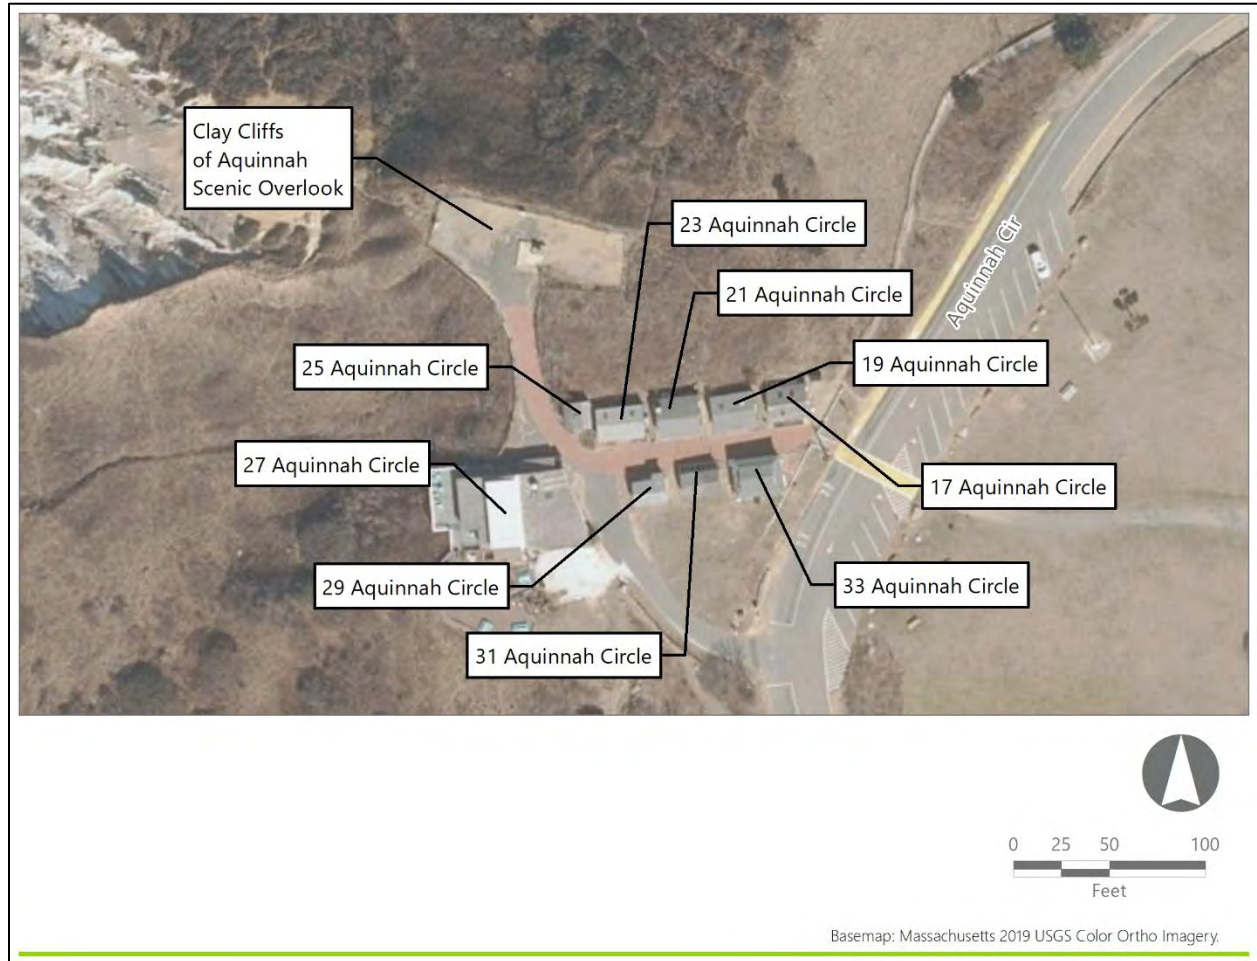 Clay Cliffs
of Aquinnah
Scenic Overlook
23 Aquinnah Circle
21 Aquinnah Circle
Aquinnah Cir
25 Aquinnah Circle
19 Aquinnah Circle
27 Aquinnah Circle
17 Aquinnah Circle
29 Aquinnah Circle
33 Aquinnah Circle
31 Aquinnah Circle
0 25 50 100
Feet
Basemap: Massachusetts 2019 USGS Color Ortho Imagery.